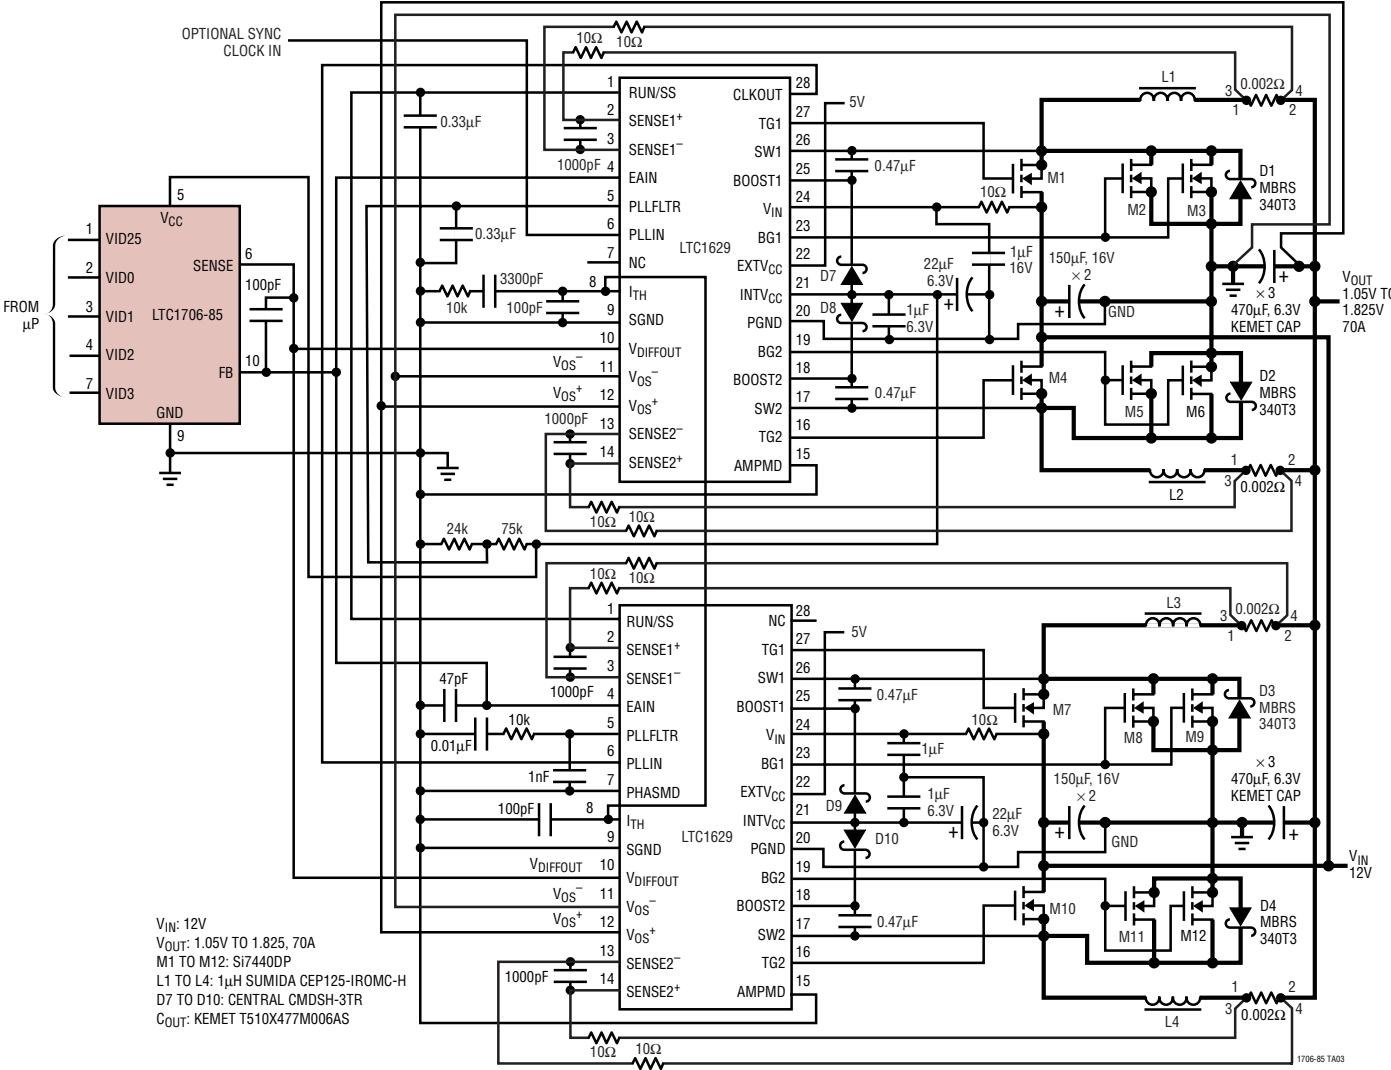 OPTIONAL SYNC
CLOCK IN
10Ω
10Ω
L1
0.002Ω
3
4
1
2
1
RUN/SS
2
SENSE1+
3
SENSE1−
4
EAIN
5
PLLFLTR
6
PLLIN
7
NC
8
ITH
9
SGND
10
VDIFFOUT
11
VOS−
12
VOS+
13
SENSE2−
14
SENSE2+
LTC1629
28
CLKOUT
27
TG1
26
SW1
25
BOOST1
24
VIN
23
BG1
22
EXTVCC
21
INTVCC
20
PGND
19
BG2
18
BOOST2
17
SW2
16
TG2
15
AMPMD
5V
0.33µF
1000pF
0.33µF
3300pF
10k
100pF
VOS−
VOS+
1000pF
0.47µF
D7
D8
0.47µF
22µF
6.3V
1µF
6.3V
1µF
16V
10Ω
150µF, 16V
×2
GND
M1
M2
M3
D1
MBRS
340T3
×3
470µF, 6.3V
KEMET CAP
VOUT
1.05V TO
1.825V
70A
M4
M5
M6
D2
MBRS
340T3
1
2
3
4
0.002Ω
L2
10Ω
10Ω
5
VCC
1
VID25
2
VID0
3
VID1
4
VID2
7
VID3
FROM
µP
SENSE
6
LTC1706-85
100pF
FB
10
GND
9
24k
75k
10Ω
10Ω
L3
0.002Ω
3
4
1
2
1
RUN/SS
2
SENSE1+
3
SENSE1−
4
EAIN
5
PLLFLTR
6
PLLIN
7
PHASMD
8
ITH
9
SGND
10
VDIFFOUT
11
VOS−
12
VOS+
13
SENSE2−
14
SENSE2+
LTC1629
28
NC
27
TG1
26
SW1
25
BOOST1
24
VIN
23
BG1
22
EXTVCC
21
INTVCC
20
PGND
19
BG2
18
BOOST2
17
SW2
16
TG2
15
AMPMD
5V
1000pF
47pF
0.01µF
10k
1nF
100pF
VDIFFOUT
VOS−
VOS+
1000pF
0.47µF
D9
D10
0.47µF
10Ω
1µF
1µF
6.3V
22µF
6.3V
150µF, 16V
×2
GND
M7
M8
M9
D3
MBRS
340T3
×3
470µF, 6.3V
KEMET CAP
VIN
12V
M10
M11
M12
D4
MBRS
340T3
1
2
3
4
0.002Ω
L4
10Ω
10Ω
VIN: 12V
VOUT: 1.05V TO 1.825, 70A
M1 TO M12: Si7440DP
L1 TO L4: 1µH SUMIDA CEP125-IROMC-H
D7 TO D10: CENTRAL CMDSH-3TR
COUT: KEMET T510X477M006AS
1706-85 TA03